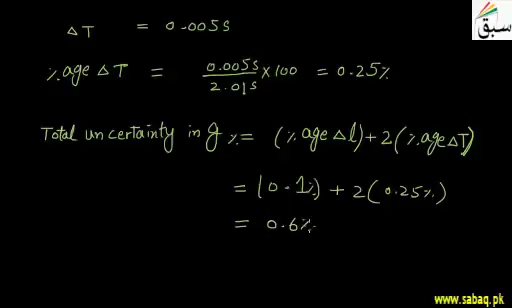 سبق
ΔT = 0.005s
%age ΔT = 0.005s/2.01s × 100 = 0.25%
Total uncertainty in g % = (%age Δl) + 2(%age ΔT)
= (0.1%) + 2(0.25%)
= 0.6%
www.sabaq.pk